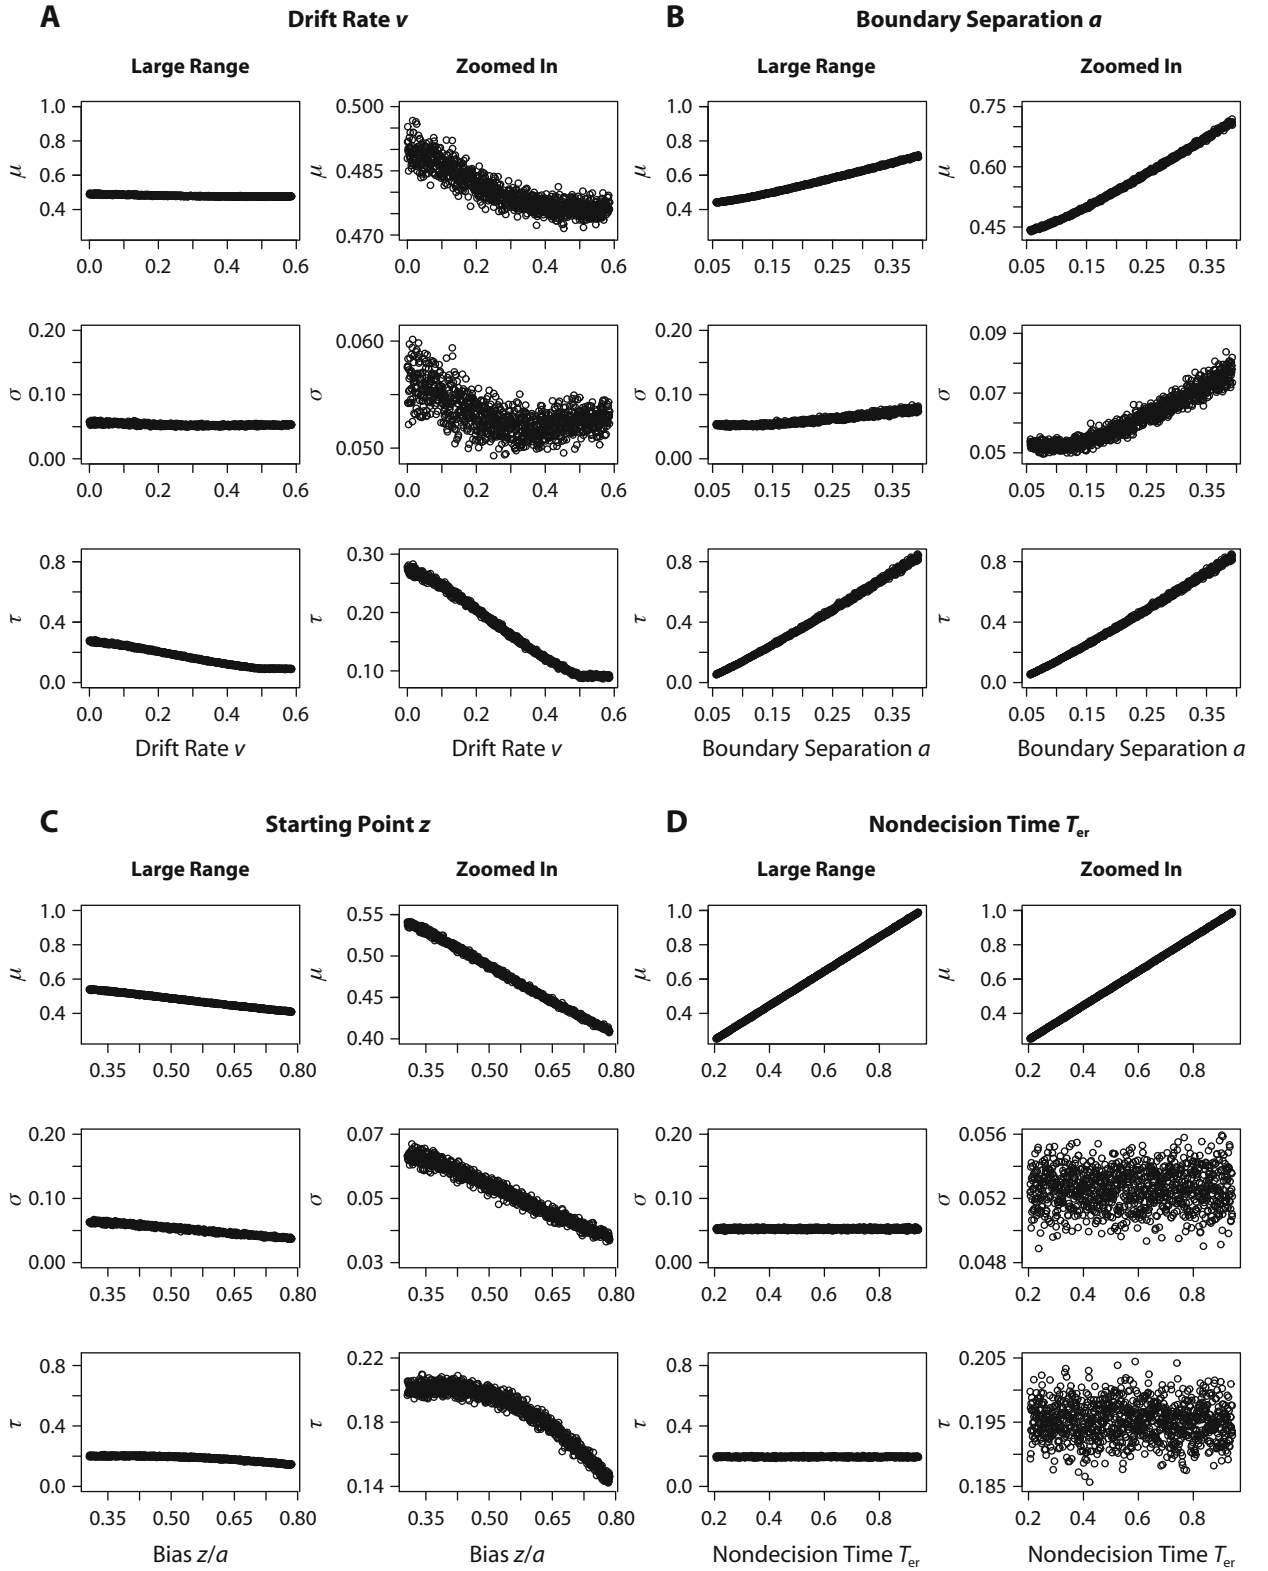 A Drift Rate v
Large Range Zoomed In
μ 1.0 0.8 0.6 0.4
0.0 0.2 0.4 0.6
μ 0.500 0.485 0.470
0.0 0.2 0.4 0.6
σ 0.20 0.10 0.00
0.0 0.2 0.4 0.6
σ 0.060 0.050
0.0 0.2 0.4 0.6
τ 0.8 0.4 0.0
0.0 0.2 0.4 0.6
Drift Rate v
τ 0.30 0.20 0.10
0.0 0.2 0.4 0.6
Drift Rate v
B Boundary Separation a
Large Range Zoomed In
μ 1.0 0.8 0.6 0.4
0.05 0.15 0.25 0.35
μ 0.75 0.60 0.45
0.05 0.15 0.25 0.35
σ 0.20 0.10 0.00
0.05 0.15 0.25 0.35
σ 0.09 0.07 0.05
0.05 0.15 0.25 0.35
τ 0.8 0.4 0.0
0.05 0.15 0.25 0.35
Boundary Separation a
τ 0.8 0.4 0.0
0.05 0.15 0.25 0.35
Boundary Separation a
C Starting Point z
Large Range Zoomed In
μ 1.0 0.8 0.6 0.4
0.35 0.50 0.65 0.80
μ 0.55 0.50 0.45 0.40
0.35 0.50 0.65 0.80
σ 0.20 0.10 0.00
0.35 0.50 0.65 0.80
σ 0.07 0.05 0.03
0.35 0.50 0.65 0.80
τ 0.8 0.4 0.0
0.35 0.50 0.65 0.80
Bias z/a
τ 0.22 0.18 0.14
0.35 0.50 0.65 0.80
Bias z/a
D Nondecision Time Ter
Large Range Zoomed In
μ 1.0 0.8 0.6 0.4
0.2 0.4 0.6 0.8
μ 1.0 0.8 0.6 0.4
0.2 0.4 0.6 0.8
σ 0.20 0.10 0.00
0.2 0.4 0.6 0.8
σ 0.056 0.052 0.048
0.2 0.4 0.6 0.8
τ 0.8 0.4 0.0
0.2 0.4 0.6 0.8
Nondecision Time Ter
τ 0.205 0.195 0.185
0.2 0.4 0.6 0.8
Nondecision Time Ter